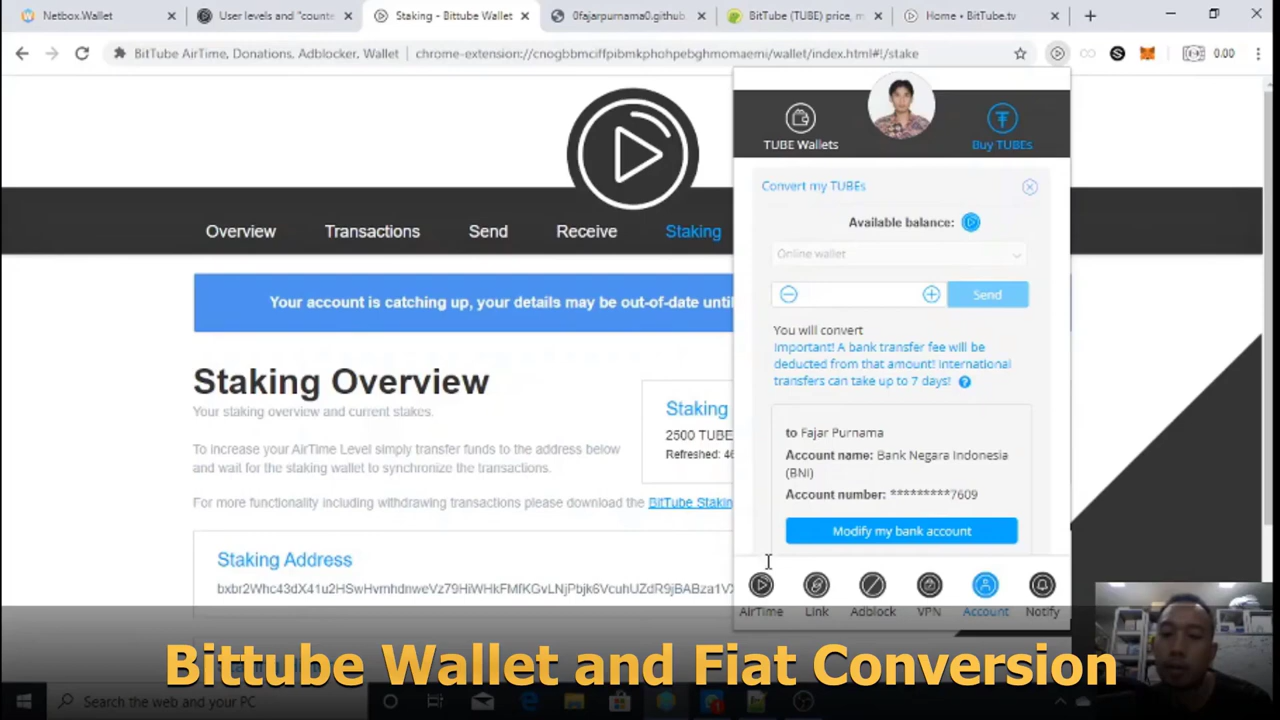 Netbox.Wallet
User levels and "counte
Staking - Bittube Wallet
0fajarpurnama0.github
BitTube (TUBE) price, m
Home • BitTube.tv
BitTube AirTime, Donations, Adblocker, Wallet
chrome-extension://cnogbbmciffpibmkphohpebghmomaemi/wallet/index.html#!/stake
0.00
TUBE Wallets
Buy TUBEs
Overview
Transactions
Send
Receive
Staking
Your account is catching up, your details may be out-of-date until
Staking Overview
Your staking overview and current stakes.
To increase your AirTime Level simply transfer funds to the address below
and wait for the staking wallet to synchronize the transactions.
For more functionality including withdrawing transactions please download the BitTube Stakin
Staking
2500 TUBE
Refreshed: 46
Staking Address
Convert my TUBEs
Available balance:
Online wallet
Send
You will convert
Important! A bank transfer fee will be
deducted from that amount! International
transfers can take up to 7 days!
to Fajar Purnama
Account name: Bank Negara Indonesia
(BNI)
Account number: *********7609
Modify my bank account
AirTime
Link
Adblock
VPN
Account
Notify
Bittube Wallet and Fiat Conversion
Search the web and your PC